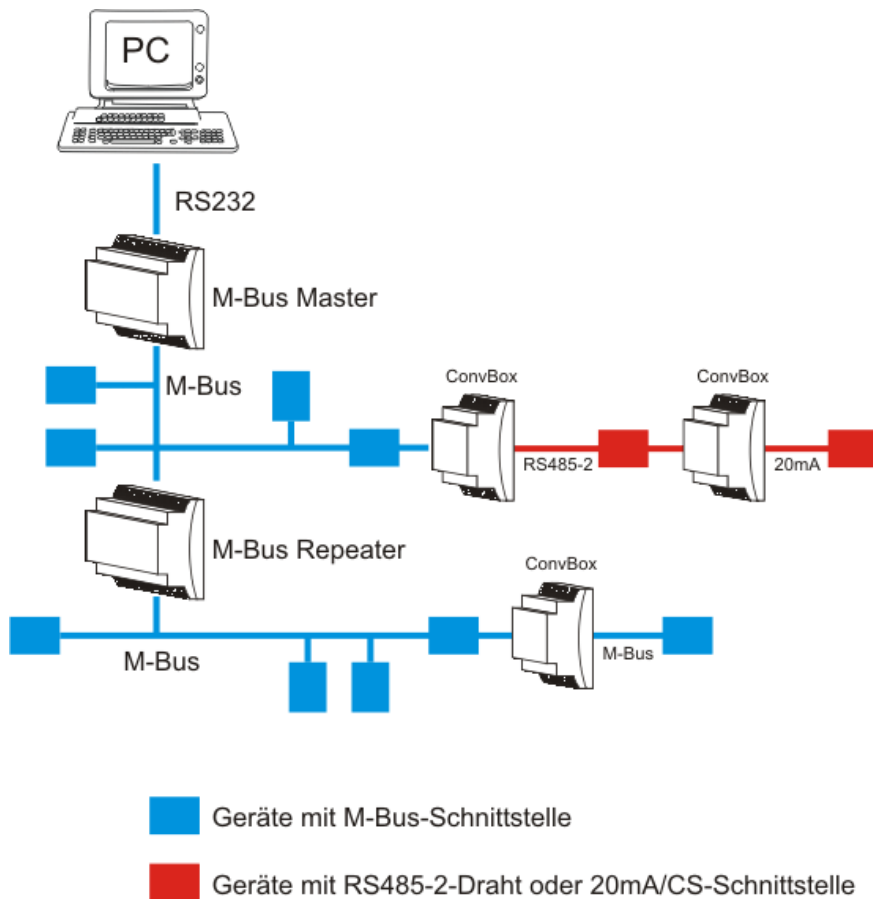 PC
RS232
M-Bus Master
M-Bus
ConvBox
ConvBox
RS485-2
20mA
M-Bus Repeater
ConvBox
M-Bus
M-Bus
Geräte mit M-Bus-Schnittstelle
Geräte mit RS485-2-Draht oder 20mA/CS-Schnittstelle